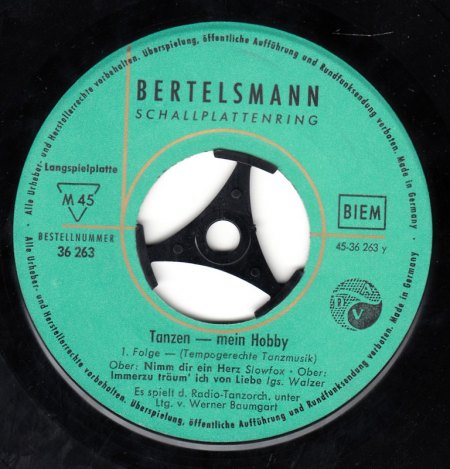 Alle Urheber- und Herstellerrechte vorbehalten. Überspielung, öffentliche Aufführung und Rundfunksendung verboten. Made in Germany
BERTELSMANN
SCHALLPLATTENRING
Langspielplatte
M 45
BIEM
BESTELLNUMMER
36 263
45-36 263 y
V
Tanzen — mein Hobby
1. Folge — (Tempogerechte Tanzmusik)
Ober: Nimm dir ein Herz Slowfox • Ober:
Immerzu träum' ich von Liebe lgs. Walzer
Es spielt d. Radio-Tanzorch. unter
Ltg. v. Werner Baumgart
Alle Urheber- und Herstellerrechte vorbehalten. Überspielung, öffentliche Aufführung und Rundfunksendung verboten. Made in Germany